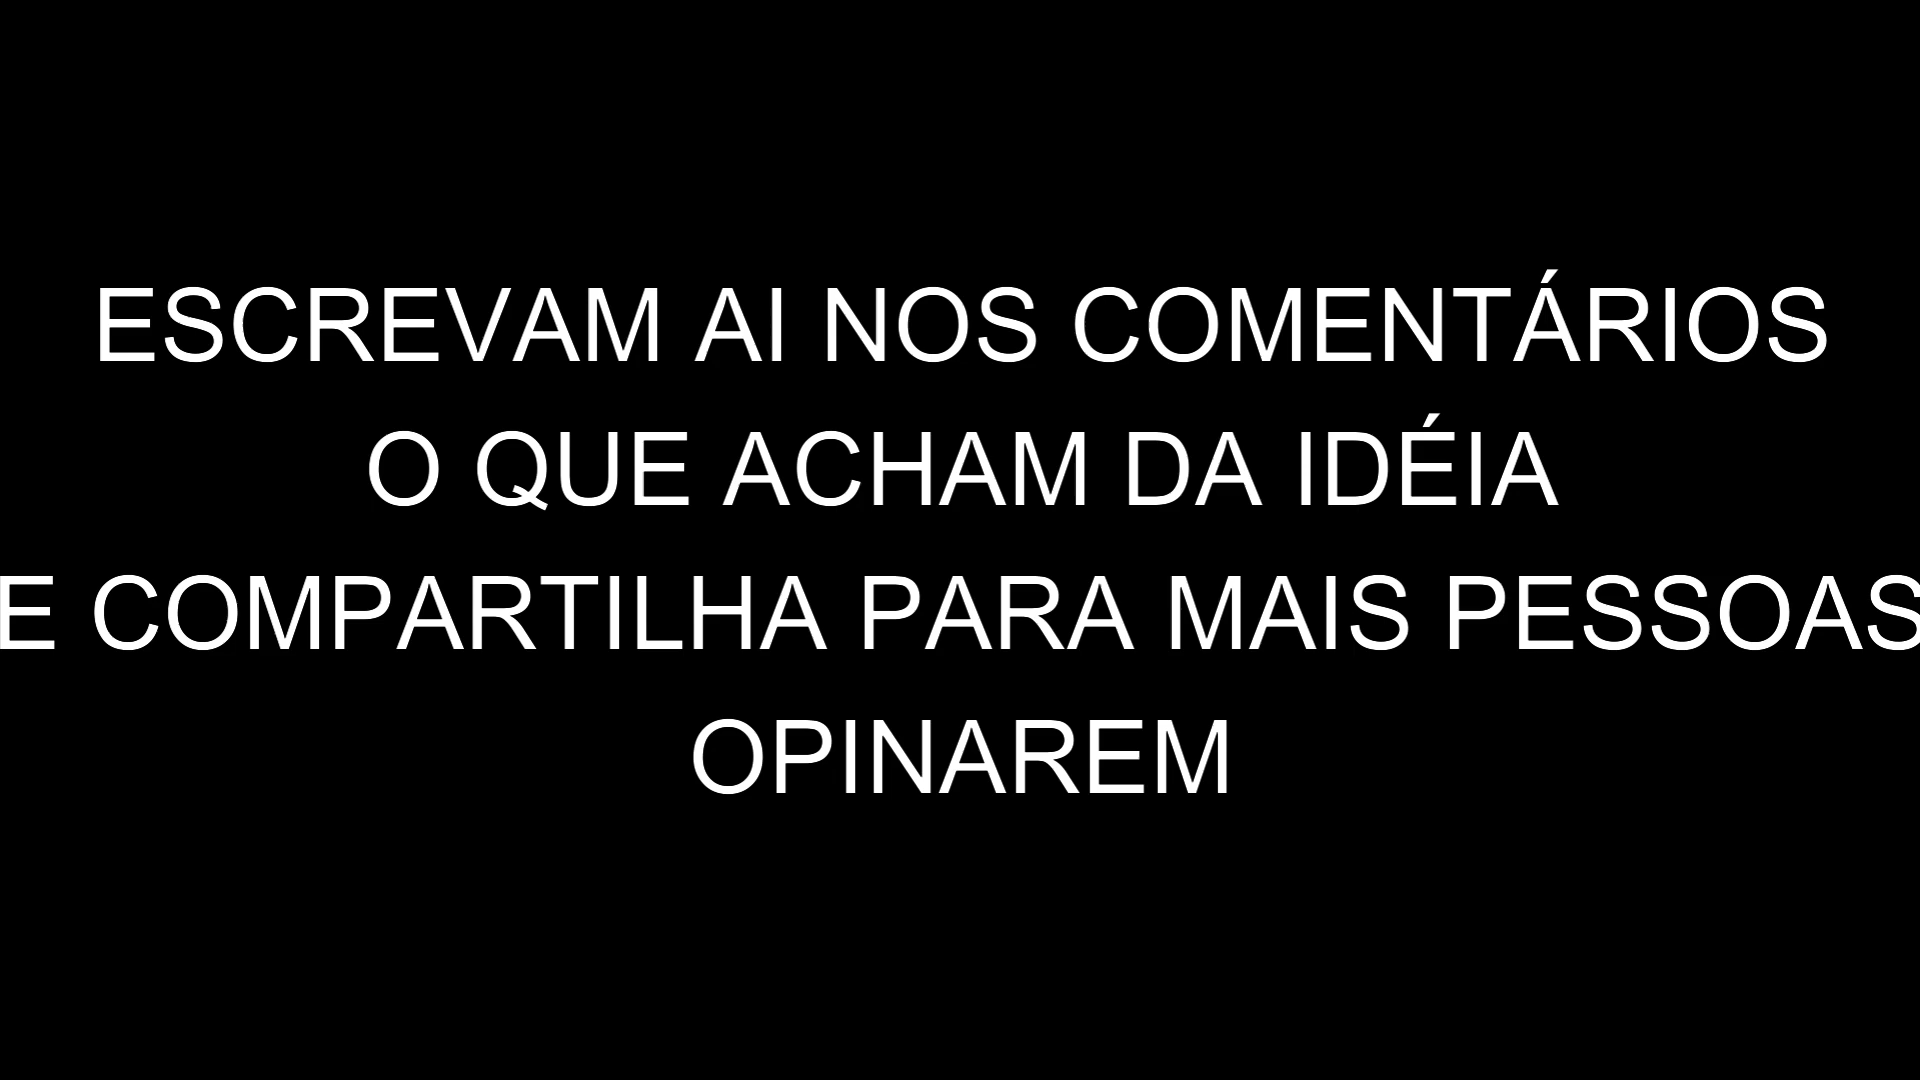 ESCREVAM AI NOS COMENTÁRIOS
O QUE ACHAM DA IDÉIA
E COMPARTILHA PARA MAIS PESSOAS
OPINAREM